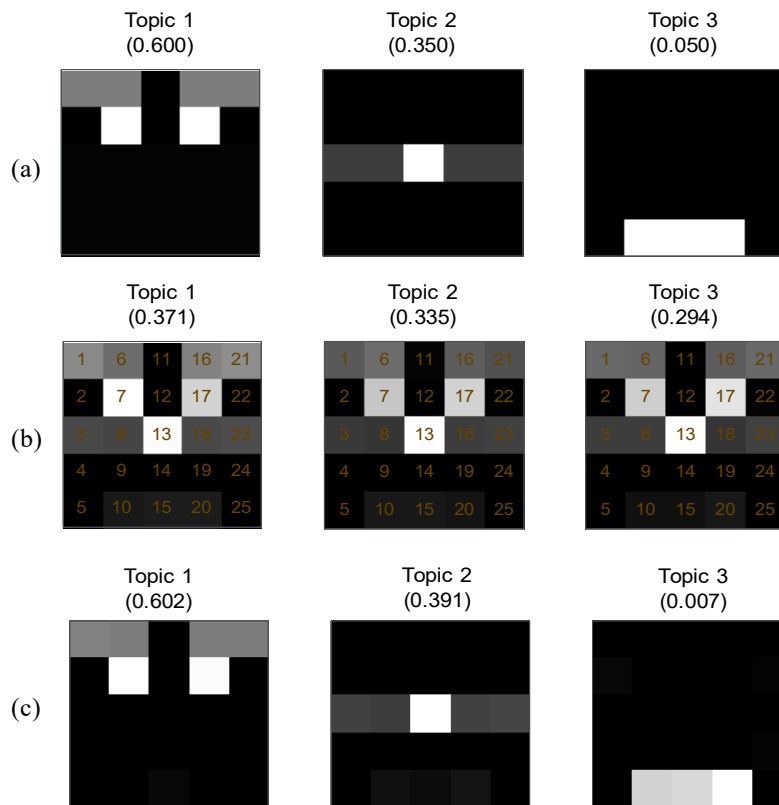 Topic 1 Topic 2 Topic 3
(0.600) (0.350) (0.050)
(a)
Topic 1 Topic 2 Topic 3
(0.371) (0.335) (0.294)
1 6 11 16 21 1 6 11 16 21 1 6 11 16 21
2 7 12 17 22 2 7 12 17 22 2 7 12 17 22
(b)
3 8 13 18 23 3 8 13 18 23 3 8 13 18 23
4 9 14 19 24 4 9 14 19 24 4 9 14 19 24
5 10 15 20 25 5 10 15 20 25 5 10 15 20 25
Topic 1 Topic 2 Topic 3
(0.602) (0.391) (0.007)
(c)